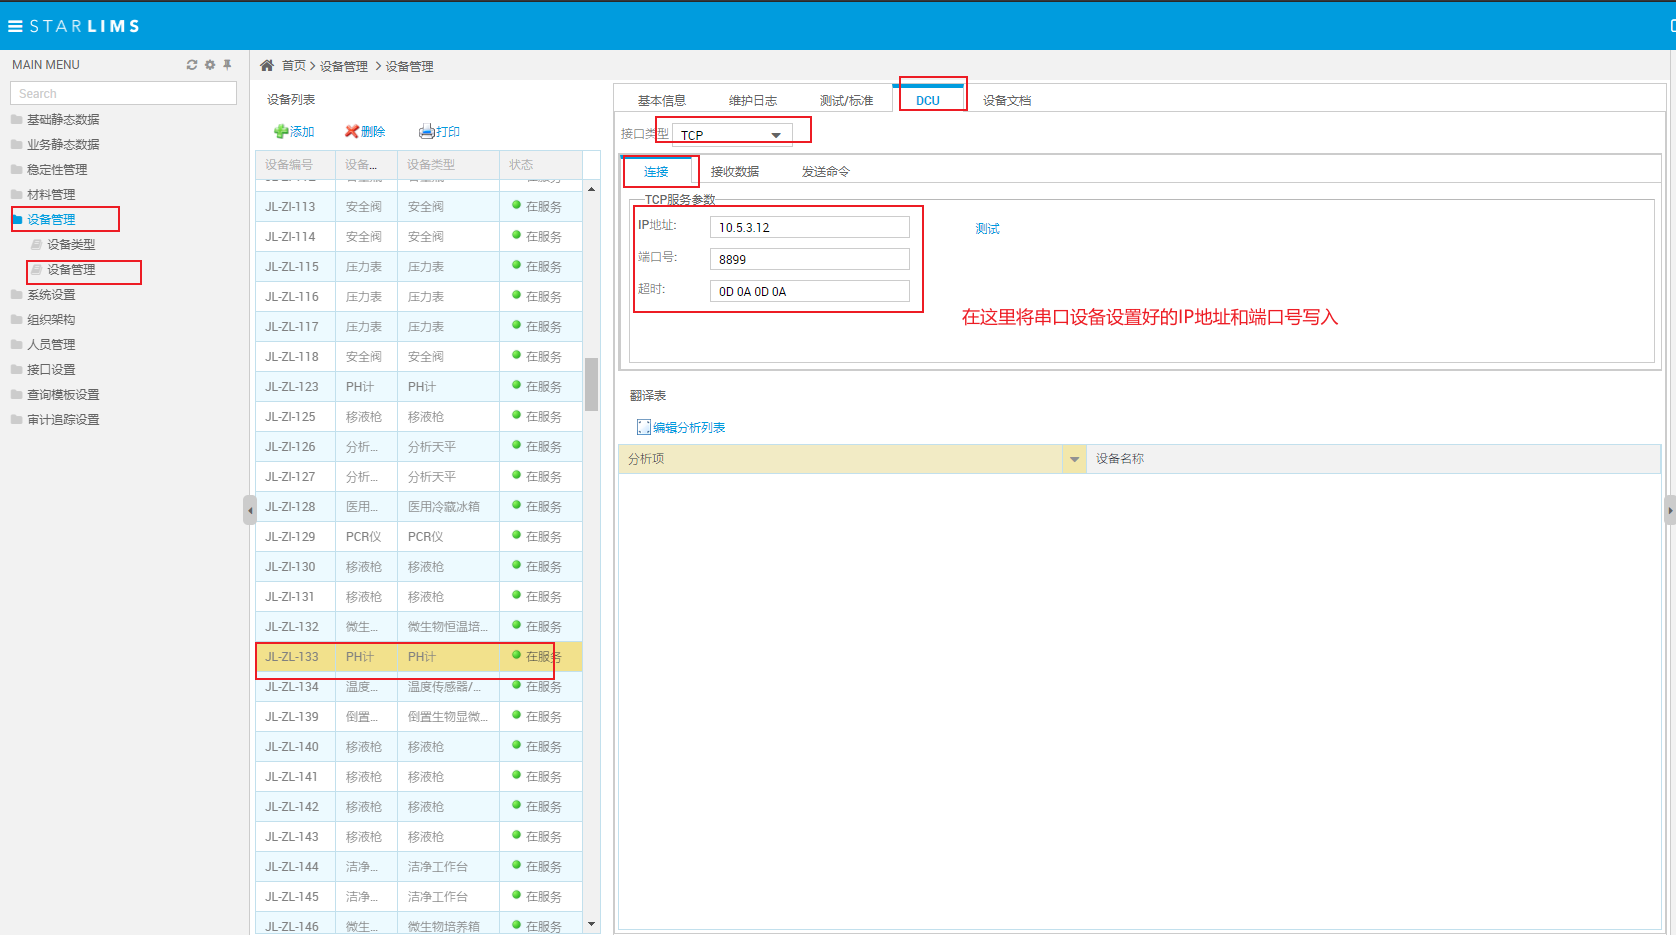 STARLIMS
MAIN MENU
Search
基础静态数据
业务静态数据
稳定性管理
材料管理
设备管理
设备类型
设备管理
系统设置
组织架构
人员管理
接口设置
查询模板设置
审计追踪设置
首页 > 设备管理 > 设备管理
设备列表
添加 删除 打印
设备编号 设备... 设备类型 状态
JL-ZI-113 安全阀 安全阀 在服务
JL-ZI-114 安全阀 安全阀 在服务
JL-ZL-115 压力表 压力表 在服务
JL-ZL-116 压力表 压力表 在服务
JL-ZL-117 压力表 压力表 在服务
JL-ZL-118 安全阀 安全阀 在服务
JL-ZL-123 PH计 PH计 在服务
JL-ZI-125 移液枪 移液枪 在服务
JL-ZI-126 分析... 分析天平 在服务
JL-ZI-127 分析... 分析天平 在服务
JL-ZI-128 医用... 医用冷藏冰箱 在服务
JL-ZI-129 PCR仪 PCR仪 在服务
JL-ZI-130 移液枪 移液枪 在服务
JL-ZI-131 移液枪 移液枪 在服务
JL-ZL-132 微生... 微生物恒温培... 在服务
JL-ZL-133 PH计 PH计 在服务
JL-ZL-134 温度... 温度传感器/... 在服务
JL-ZL-139 倒置... 倒置生物显微... 在服务
JL-ZL-140 移液枪 移液枪 在服务
JL-ZL-141 移液枪 移液枪 在服务
JL-ZL-142 移液枪 移液枪 在服务
JL-ZL-143 移液枪 移液枪 在服务
JL-ZL-144 洁净... 洁净工作台 在服务
JL-ZL-145 洁净... 洁净工作台 在服务
JL-ZL-146 微生... 微生物培养箱 在服务
基本信息 维护日志 测试/标准 DCU 设备文档
接口类型 TCP
连接 接收数据 发送命令
TCP服务参数
IP地址: 10.5.3.12 测试
端口号: 8899
超时: 0D 0A 0D 0A
在这里将串口设备设置好的IP地址和端口号写入
翻译表
编辑分析列表
分析项 设备名称